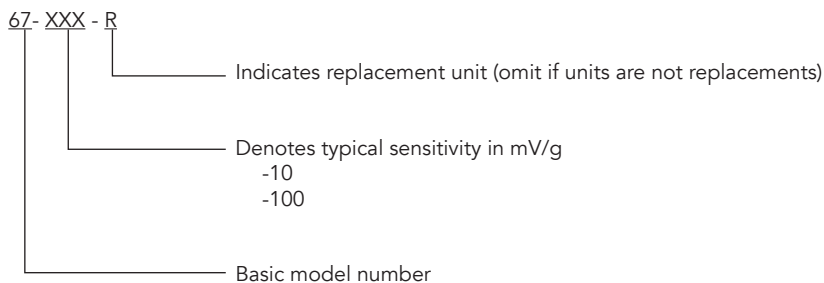 67- XXX - R
Indicates replacement unit (omit if units are not replacements)
Denotes typical sensitivity in mV/g
-10
-100
Basic model number